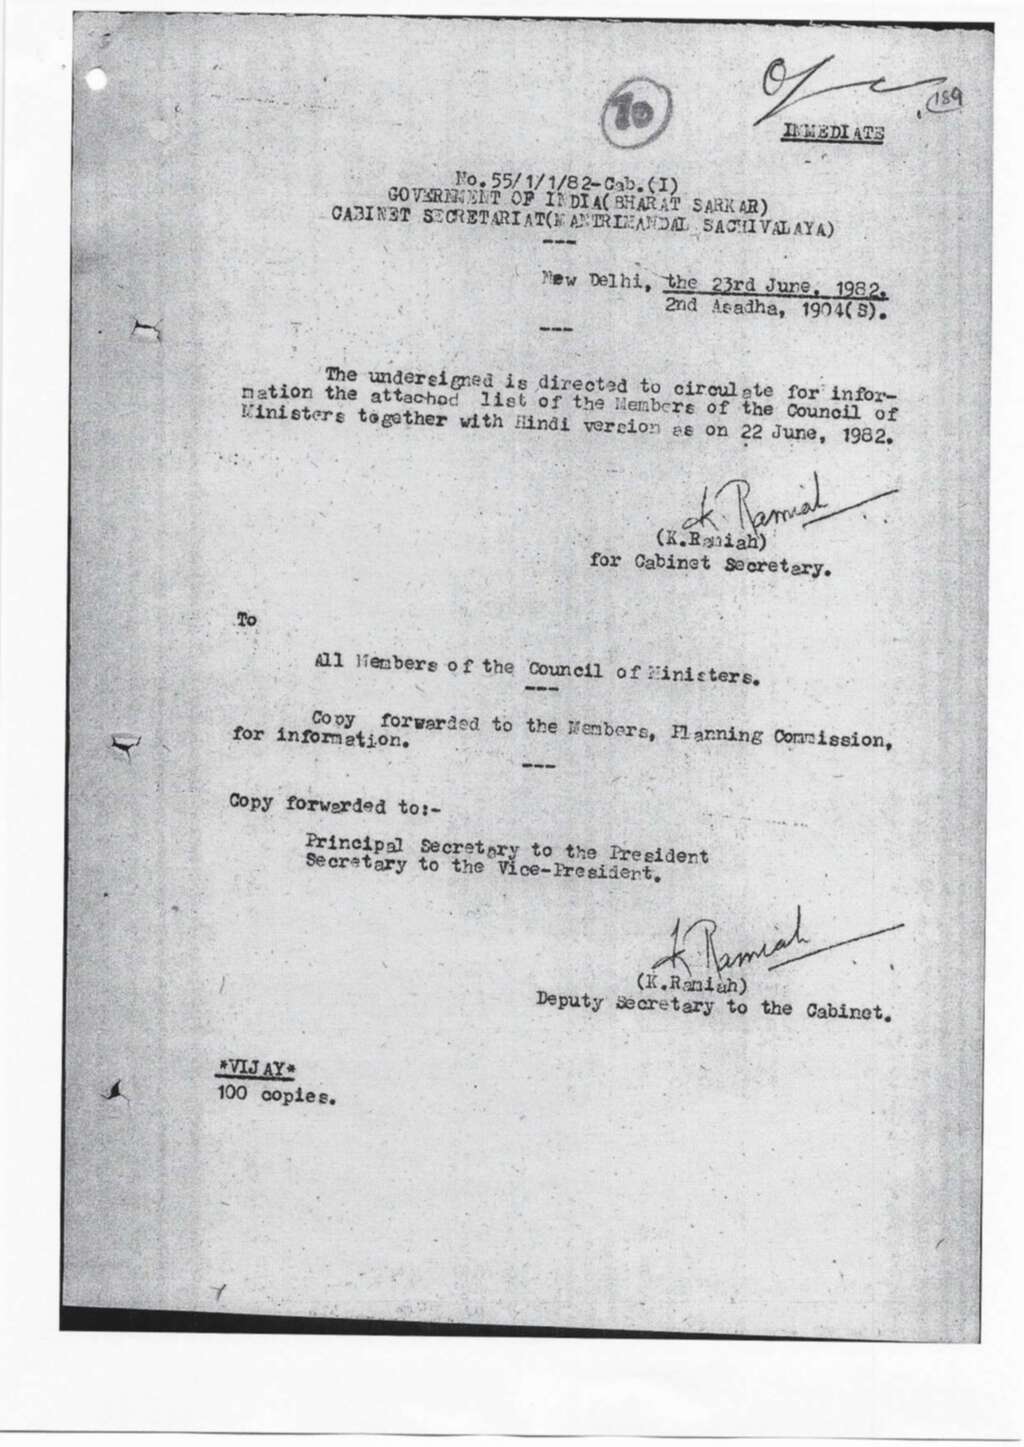 O/c
189
70
IMMEDIATE
No.55/1/1/82-Cab.(I)
GOVERNMENT OF INDIA(BHARAT SARKAR)
CABINET SECRETARIAT(MANTRIMANDAL SACHIVALAYA)
---
New Delhi, the 23rd June, 1982.
2nd Asadha, 1904(S).
---
The undersigned is directed to circulate for infor-
mation the attached list of the Members of the Council of
Ministers together with Hindi version as on 22 June, 1982.
K. Ramiah
(K.Ramiah)
for Cabinet Secretary.
To
All Members of the Council of Ministers.
---
Copy forwarded to the Members, Planning Commission,
for information.
---
Copy forwarded to:-
Principal Secretary to the President
Secretary to the Vice-President.
K. Ramiah
(K.Ramiah)
Deputy Secretary to the Cabinet.
*VIJAY*
100 copies.